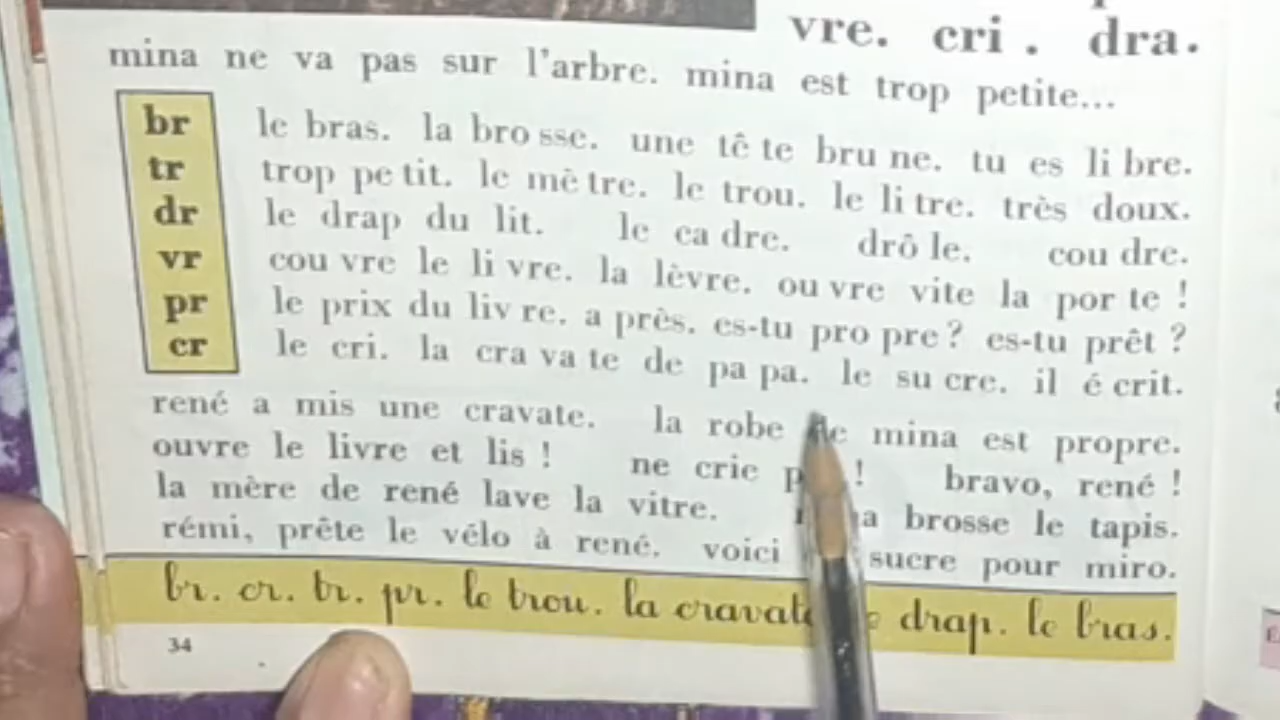 vre. cri. dra.
mina ne va pas sur l'arbre. mina est trop petite...
br le bras. la bro sse. une tê te bru ne. tu es li bre.
tr trop pe tit. le mè tre. le trou. le li tre. très doux.
dr le drap du lit. le ca dre. drô le. cou dre.
vr cou vre le li vre. la lèvre. ou vre vite la por te !
pr le prix du liv re. a près. es-tu pro pre ? es-tu prêt ?
cr le cri. la cra va te de pa pa. le su cre. il é crit.
rené a mis une cravate. la robe de mina est propre.
ouvre le livre et lis ! ne crie ! bravo, rené !
la mère de rené lave la vitre. brosse le tapis.
rémi, prête le vélo à rené. voici sucre pour miro.
br. cr. tr. pr. le trou. la cravate drap. le bras.
34